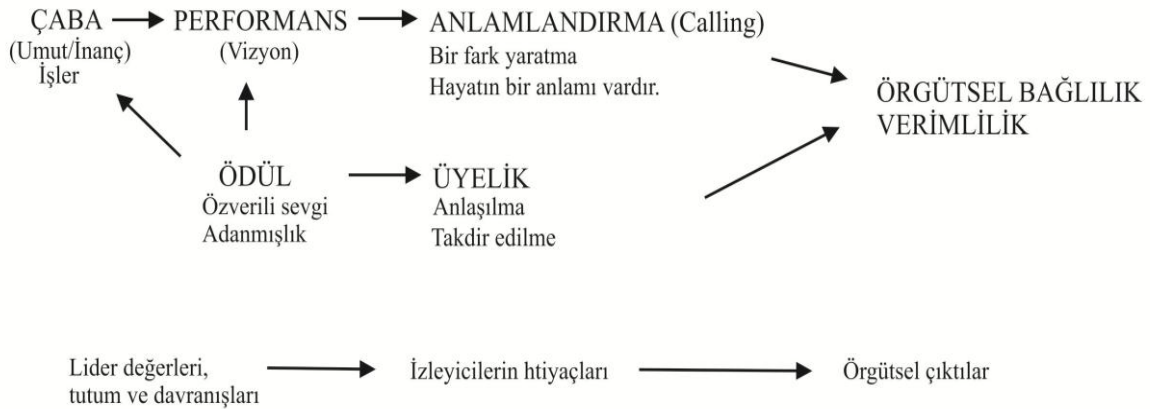 ÇABA
(Umut/İnanç)
İşler
PERFORMANS
(Vizyon)
ANLAMLANDIRMA (Calling)
Bir fark yaratma
Hayatın bir anlamı vardır.
ÖRGÜTSEL BAĞLILIK
VERİMLİLİK
ÖDÜL
Özverili sevgi
Adanmışlık
ÜYELİK
Anlaşılma
Takdir edilme
Lider değerleri,
tutum ve davranışları
İzleyicilerin htiyaçları
Örgütsel çıktılar